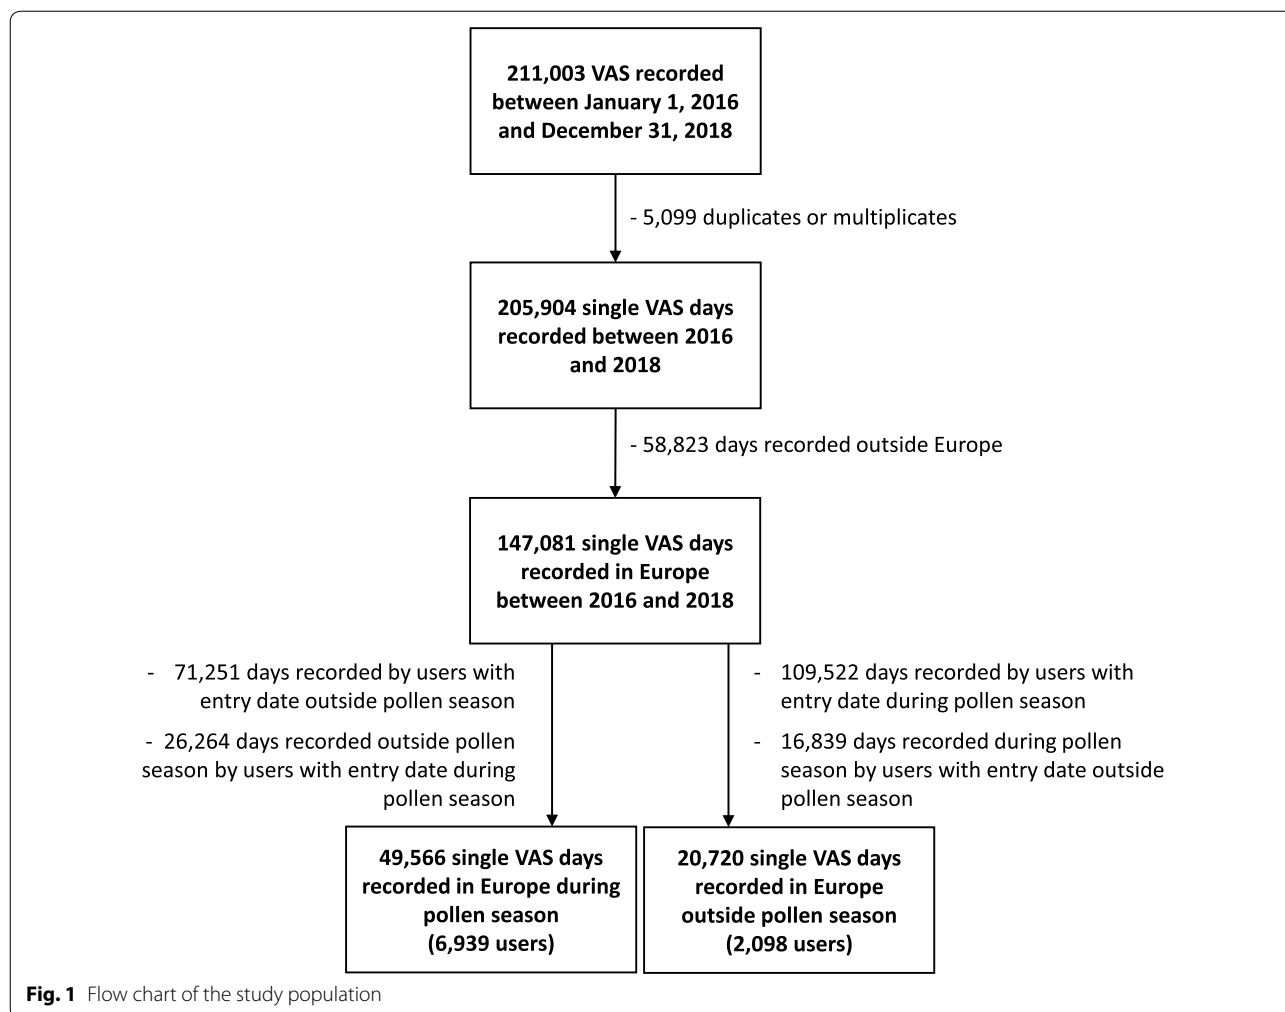 211,003 VAS recorded
between January 1, 2016
and December 31, 2018
- 5,099 duplicates or multiplicates
205,904 single VAS days
recorded between 2016
and 2018
- 58,823 days recorded outside Europe
147,081 single VAS days
recorded in Europe
between 2016 and 2018
- 71,251 days recorded by users with
entry date outside pollen season
- 26,264 days recorded outside pollen
season by users with entry date during
pollen season
- 109,522 days recorded by users with
entry date during pollen season
- 16,839 days recorded during pollen
season by users with entry date outside
pollen season
49,566 single VAS days
recorded in Europe during
pollen season
(6,939 users)
20,720 single VAS days
recorded in Europe
outside pollen season
(2,098 users)
Fig. 1 Flow chart of the study population